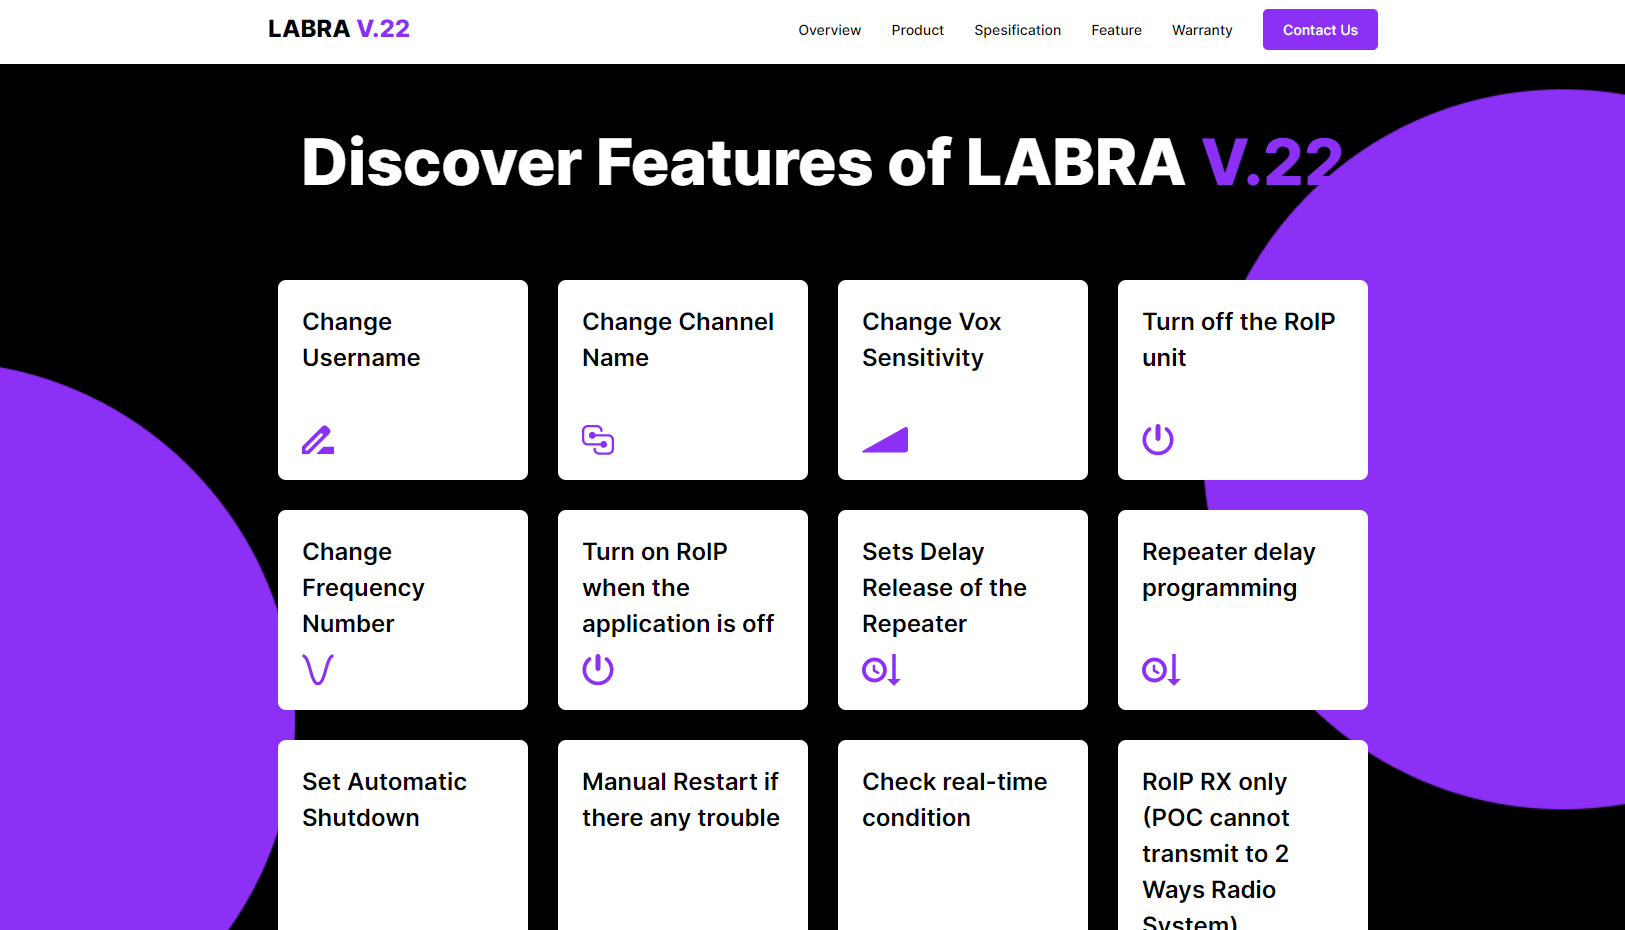 LABRA V.22
Overview Product Spesification Feature Warranty Contact Us
Discover Features of LABRA V.22
Change
Username
Change Channel
Name
Change Vox
Sensitivity
Turn off the RoIP
unit
Change
Frequency
Number
Turn on RoIP
when the
application is off
Sets Delay
Release of the
Repeater
Repeater delay
programming
Set Automatic
Shutdown
Manual Restart if
there any trouble
Check real-time
condition
RoIP RX only
(POC cannot
transmit to 2
Ways Radio
System)